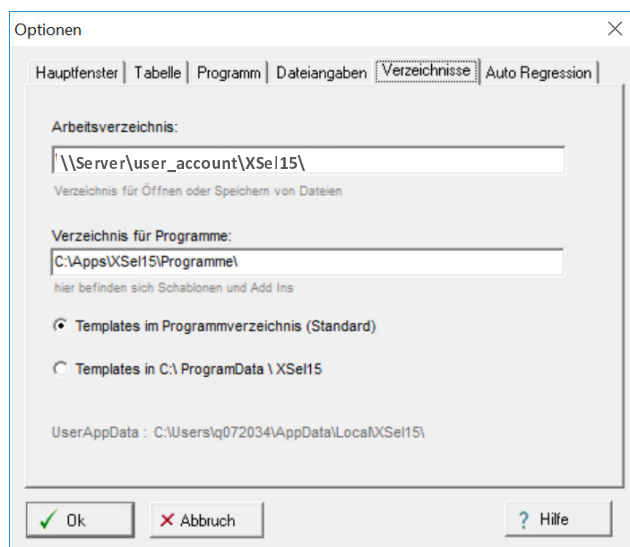 Optionen
Hauptfenster Tabelle Programm Dateiangaben Verzeichnisse Auto Regression
Arbeitsverzeichnis:
\\Server\user_account\XSel15\
Verzeichnis für Öffnen oder Speichern von Dateien
Verzeichnis für Programme:
C:\Apps\XSel15\Programme\
hier befinden sich Schablonen und Add Ins
Templates im Programmverzeichnis (Standard)
Templates in C:\ ProgramData \ XSel15
UserAppData : C:\Users\q072034\AppData\Local\XSel15\
Ok Abbruch ? Hilfe